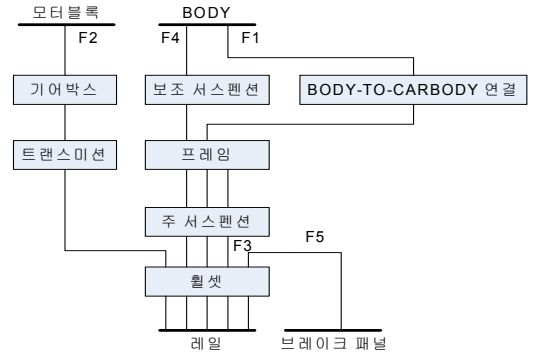 모터블록
BODY
F2
F4
F1
기어박스
보조 서스펜션
BODY-TO-CARBODY 연결
트랜스미션
프레임
주 서스펜션
F3
F5
휠셋
레일
브레이크 패널